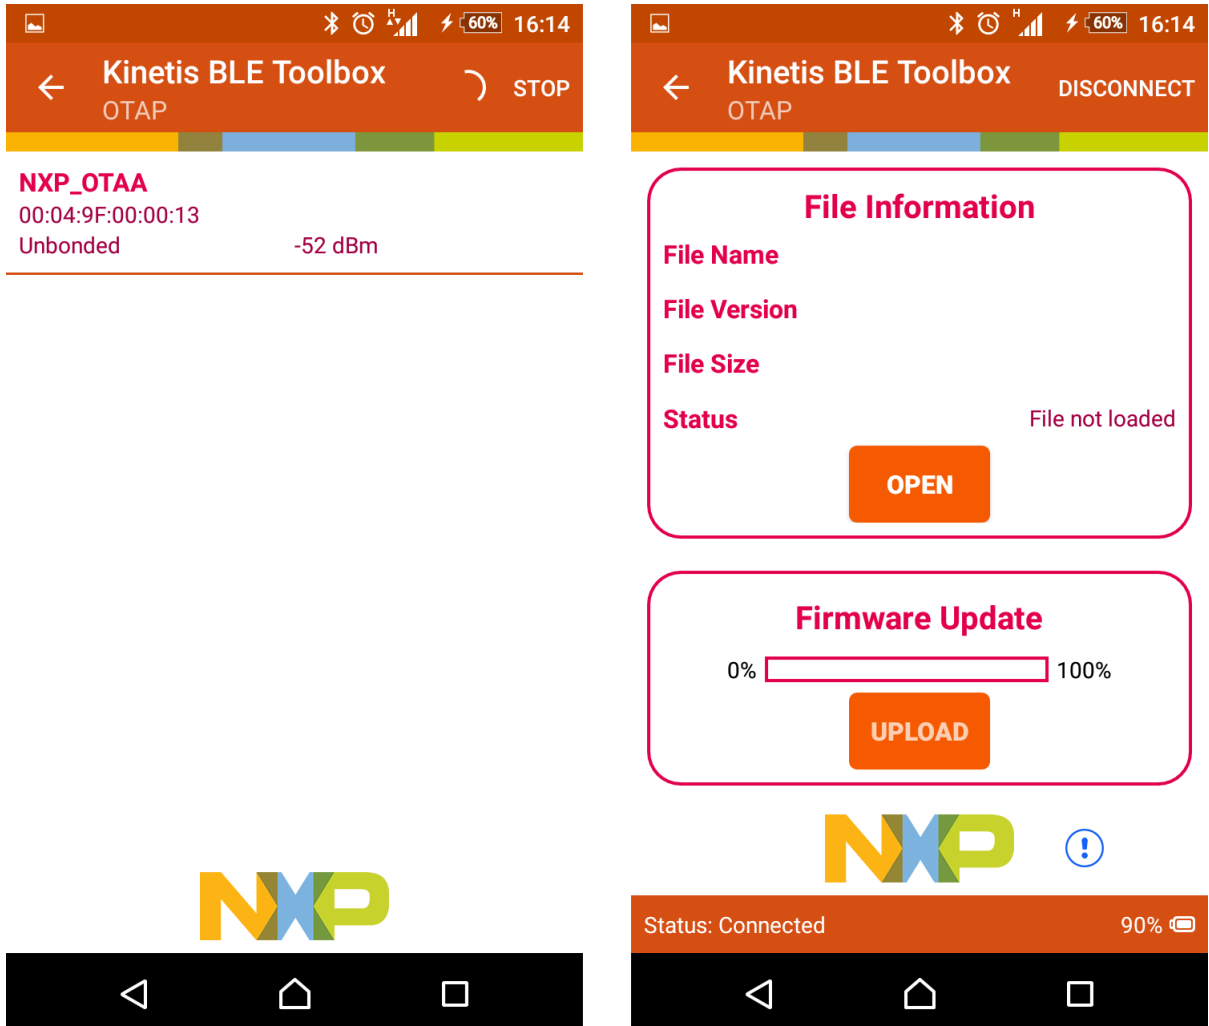 H 60% 16:14
Kinetis BLE Toolbox
OTAP
STOP
NXP_OTAA
00:04:9F:00:00:13
Unbonded -52 dBm
NXP
H 60% 16:14
Kinetis BLE Toolbox
OTAP
DISCONNECT
File Information
File Name
File Version
File Size
Status File not loaded
OPEN
Firmware Update
0% 100%
UPLOAD
NXP
Status: Connected 90%